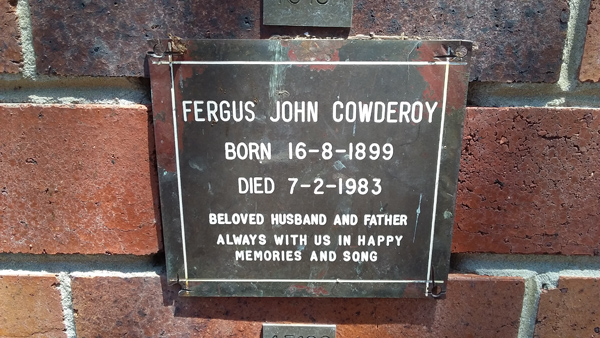 FERGUS JOHN COWDEROY
BORN 16-8-1899
DIED 7-2-1983
BELOVED HUSBAND AND FATHER
ALWAYS WITH US IN HAPPY
MEMORIES AND SONG